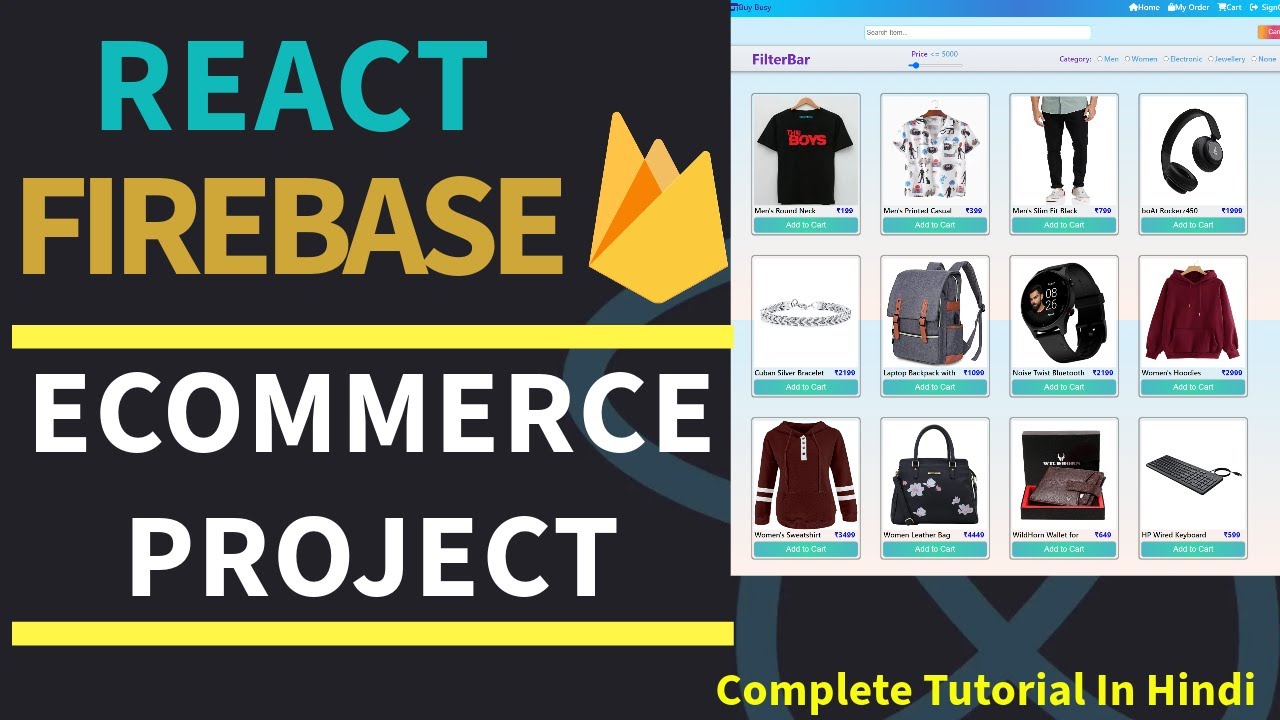 REACT
FIREBASE
ECOMMERCE
PROJECT
Complete Tutorial In Hindi
Buy Busy
Home My Order Cart Sign
Search Item...
FilterBar
Price <= 5000
Category: Men Women Electronic Jewellery None
THE BOYS
Men's Round Neck ₹199
Add to Cart
Men's Printed Casual ₹399
Add to Cart
Men's Slim Fit Black ₹799
Add to Cart
boAt Rockerz450 ₹1999
Add to Cart
Cuban Silver Bracelet ₹2199
Add to Cart
Laptop Backpack with ₹1099
Add to Cart
08
26
Noise Twist Bluetooth ₹2199
Add to Cart
Women's Hoodies ₹2999
Add to Cart
Women's Sweatshirt ₹3499
Add to Cart
Women Leather Bag ₹4449
Add to Cart
WILDHORN
WildHorn Wallet for ₹649
Add to Cart
HP Wired Keyboard ₹599
Add to Cart